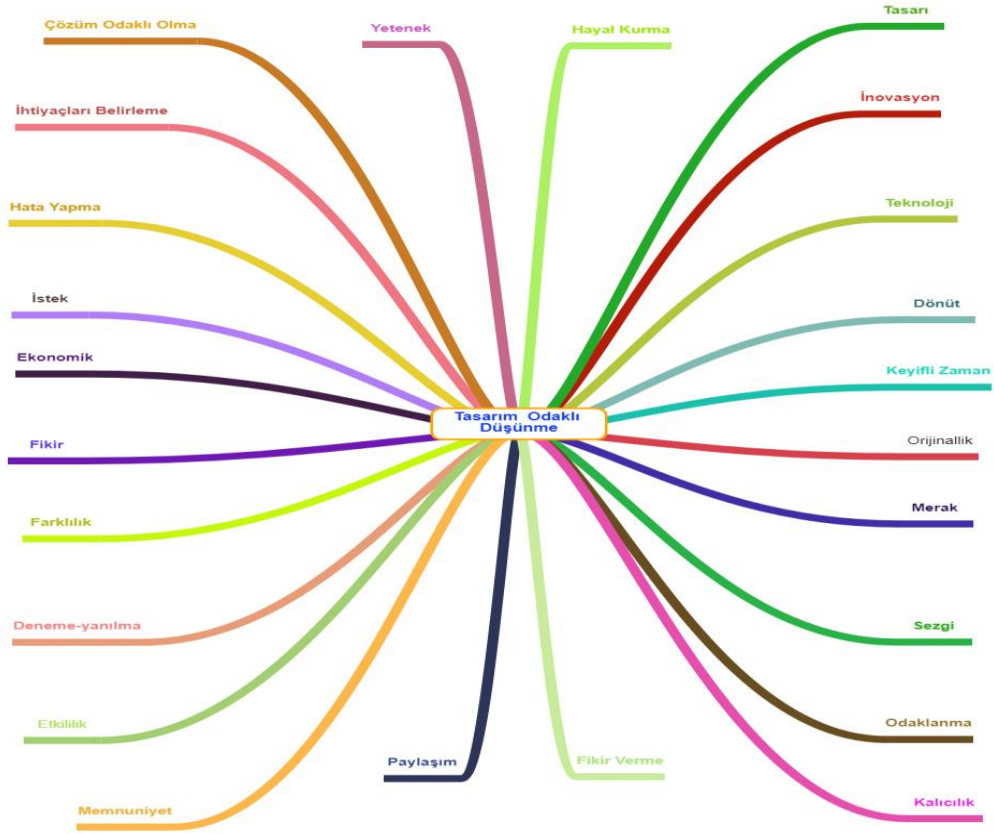 Çözüm Odaklı Olma
Yetenek
Hayal Kurma
Tasarı
İhtiyaçları Belirleme
İnovasyon
Hata Yapma
Teknoloji
İstek
Dönüt
Ekonomik
Keyifli Zaman
Tasarım Odaklı
Düşünme
Fikir
Orijinallik
Farklılık
Merak
Deneme-yanılma
Sezgi
Etkililik
Odaklanma
Paylaşım
Fikir Verme
Memnuniyet
Kalıcılık